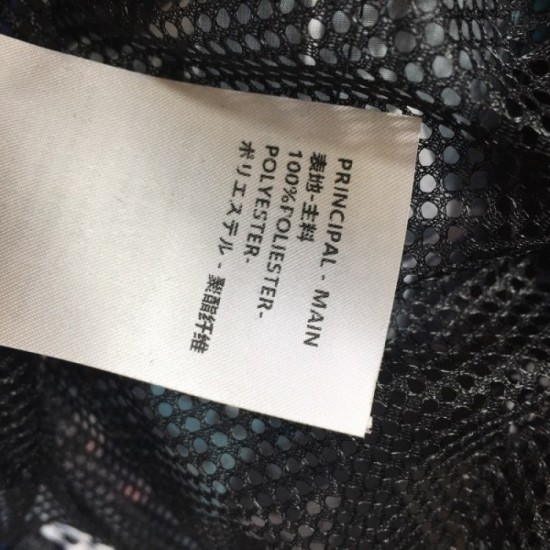 PRINCIPAL - MAIN
表地-主料
100%POLIESTER-
POLYESTER-
ポリエステル - 聚酯纤维